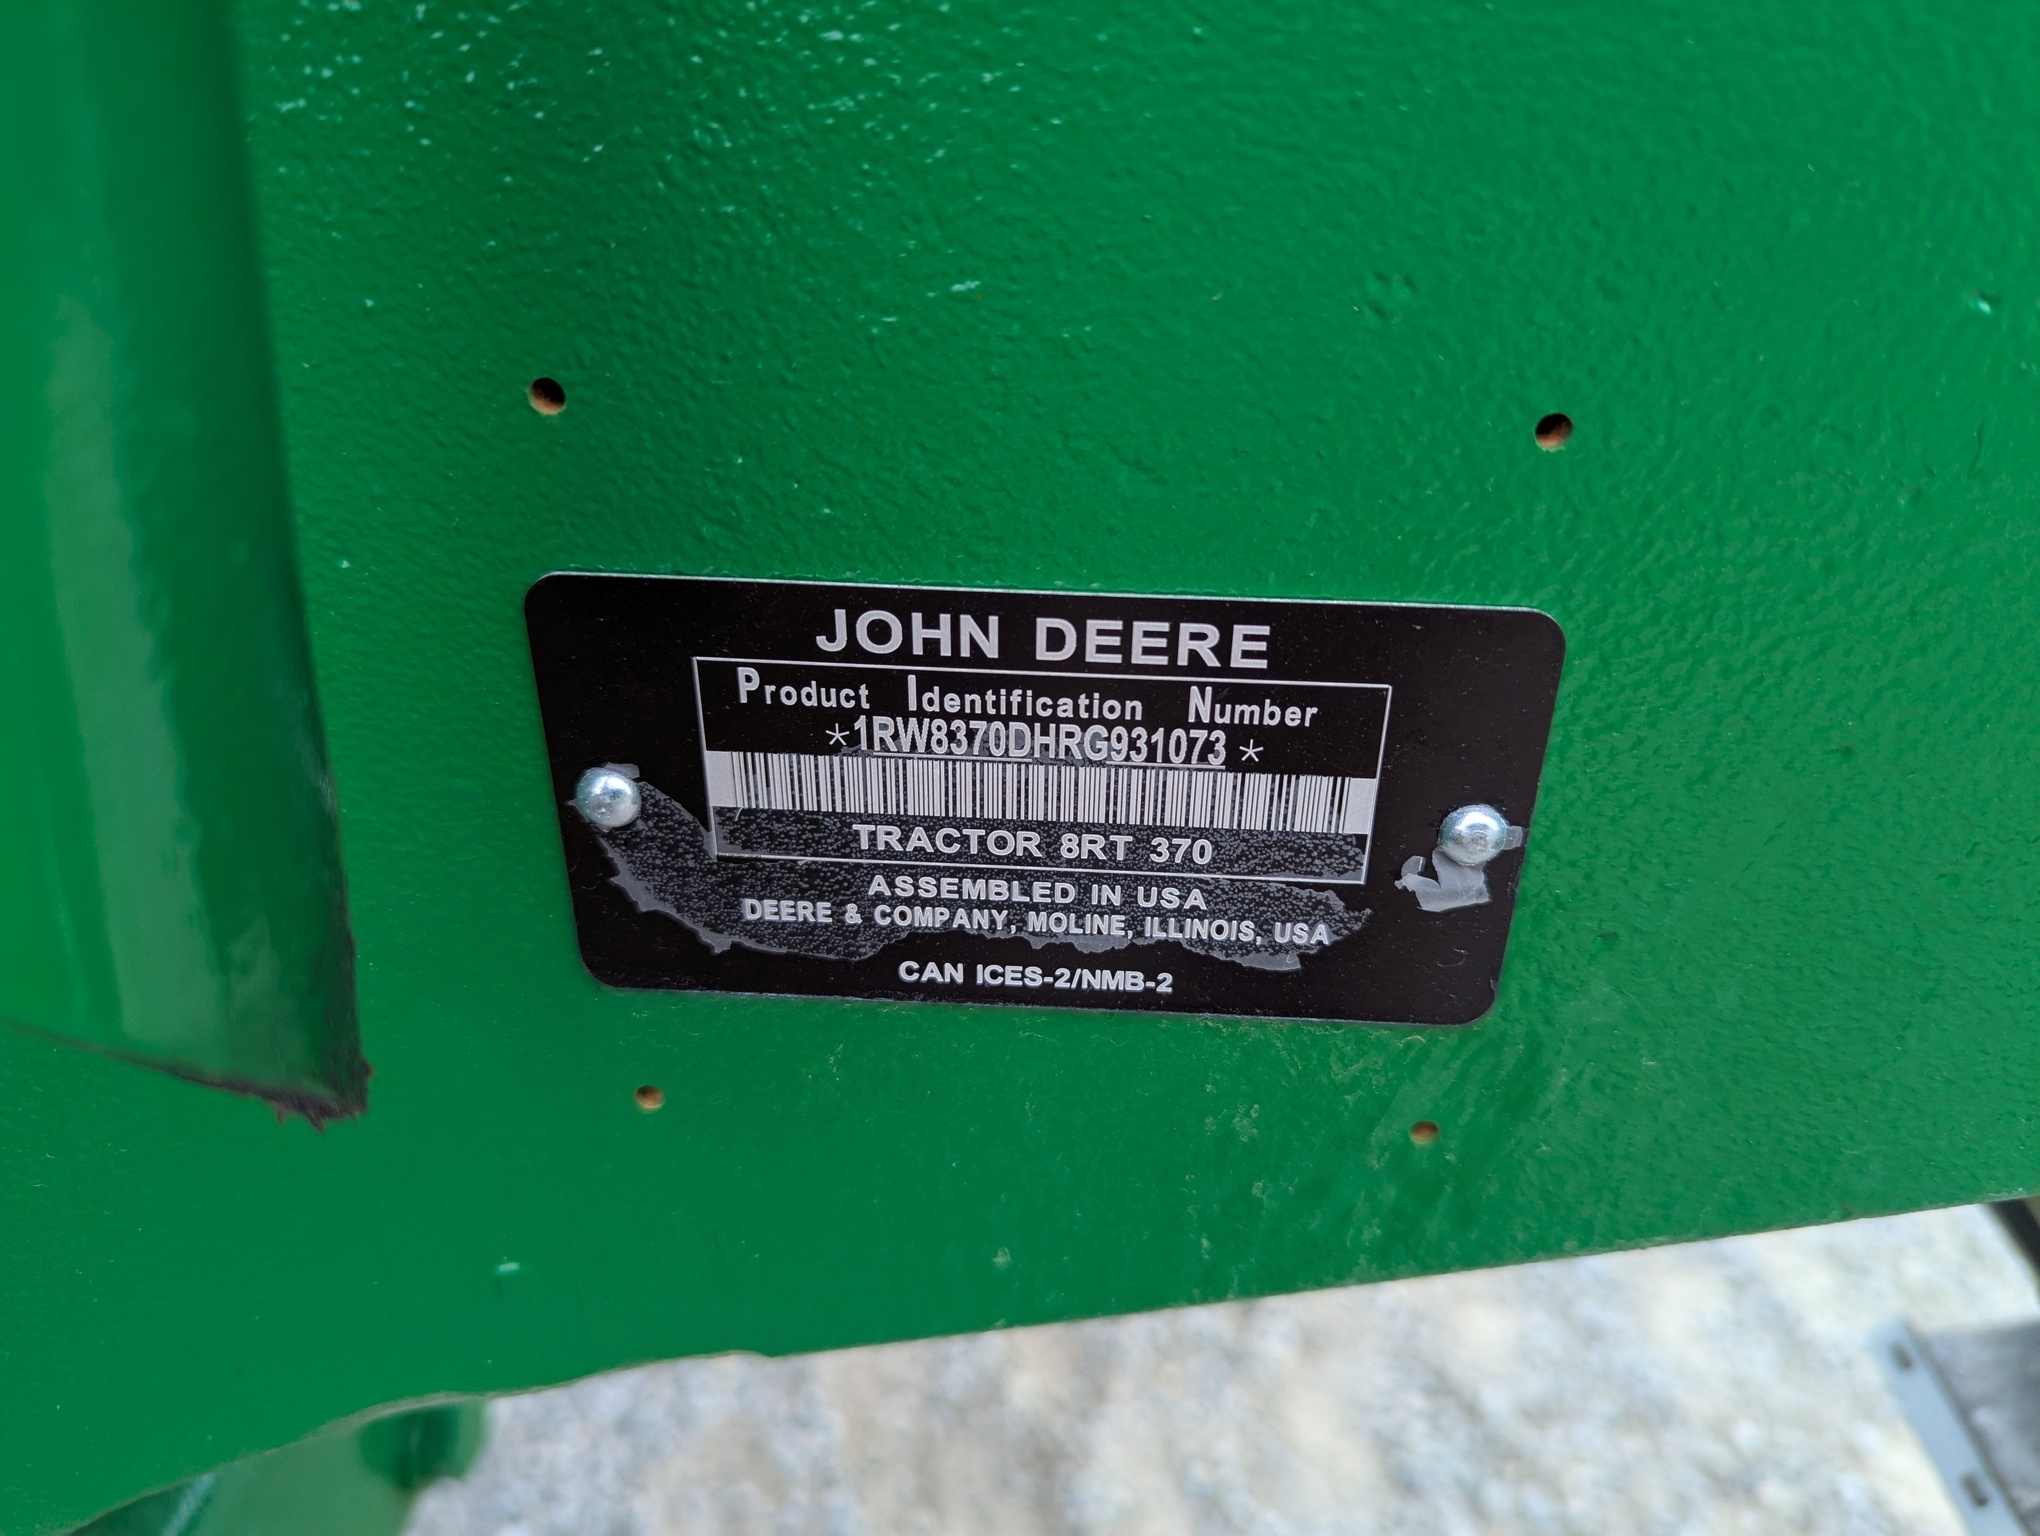 JOHN DEERE
Product Identification Number
*1RW8370DHRG931073*
TRACTOR 8RT 370
ASSEMBLED IN USA
DEERE & COMPANY, MOLINE, ILLINOIS, USA
CAN ICES-2/NMB-2